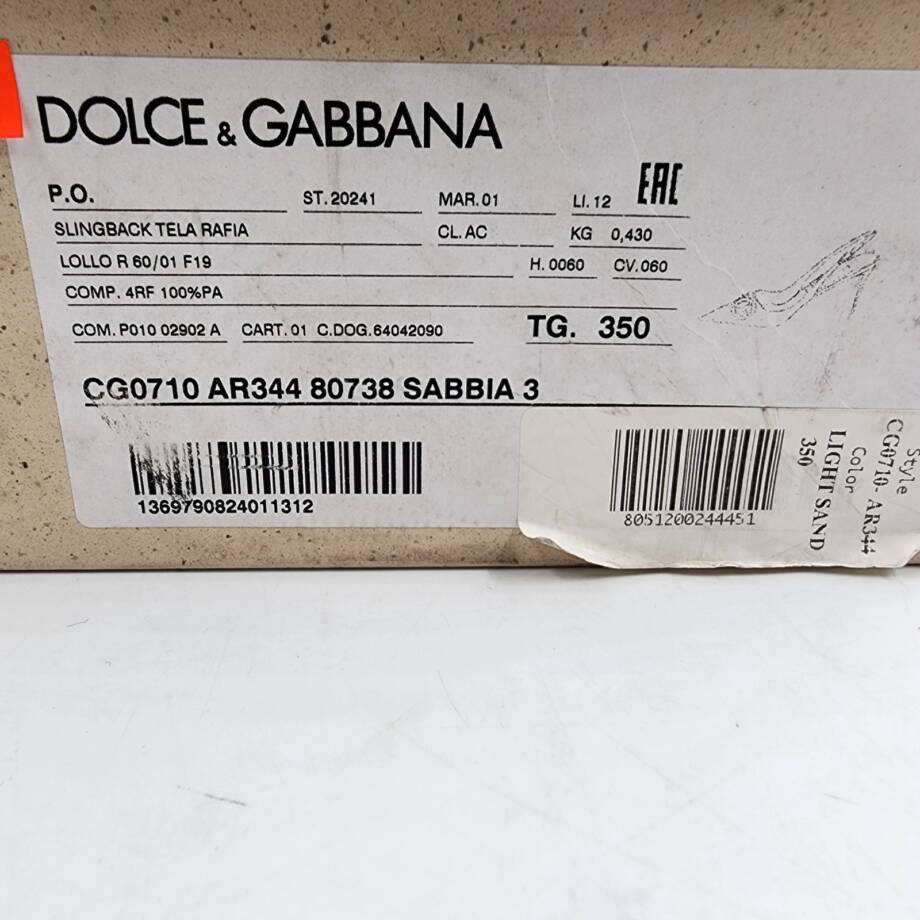 DOLCE & GABBANA
P.O. ST. 20241 MAR. 01 LI. 12 EAC
SLINGBACK TELA RAFIA CL. AC KG 0,430
LOLLO R 60/01 F19 H. 0060 CV. 060
COMP. 4RF 100%PA
COM. P010 02902 A CART. 01 C.DOG. 64042090 TG. 350
CG0710 AR344 80738 SABBIA 3
1369790824011312
8051200244451
Style
CG0710- AR344
Color
LIGHT SAND
350